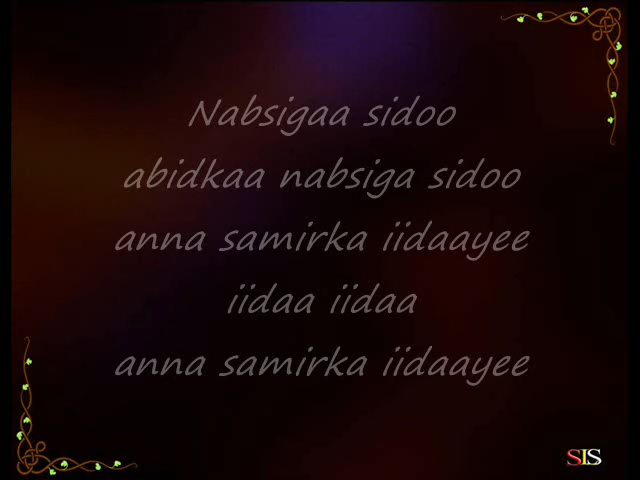 Nabsigaa sidoo
abidkaa nabsiga sidoo
anna samirka iidaayee
iidaa iidaa
anna samirka iidaayee
SIS